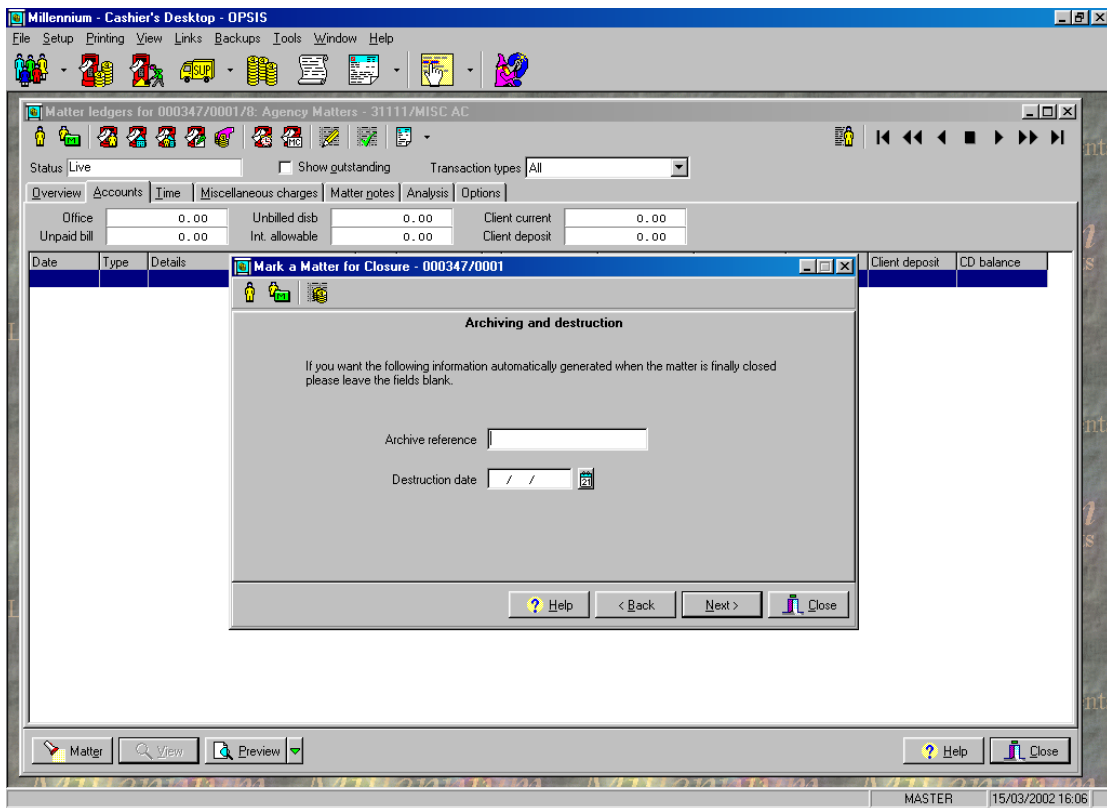 Millennium - Cashier's Desktop - OPSIS
File Setup Printing View Links Backups Tools Window Help
SUP
Matter ledgers for 000347/0001/8: Agency Matters - 31111/MISC AC
M
MC
Status Live Show outstanding Transaction types All
Overview Accounts Time Miscellaneous charges Matter notes Analysis Options
Office 0.00 Unbilled disb 0.00 Client current 0.00
Unpaid bill 0.00 Int. allowable 0.00 Client deposit 0.00
Date Type Details Client deposit CD balance
Mark a Matter for Closure - 000347/0001
M
Archiving and destruction
If you want the following information automatically generated when the matter is finally closed
please leave the fields blank.
Archive reference
Destruction date / / 21
? Help < Back Next > Close
Matter View Preview ? Help Close
MASTER 15/03/2002 16:06